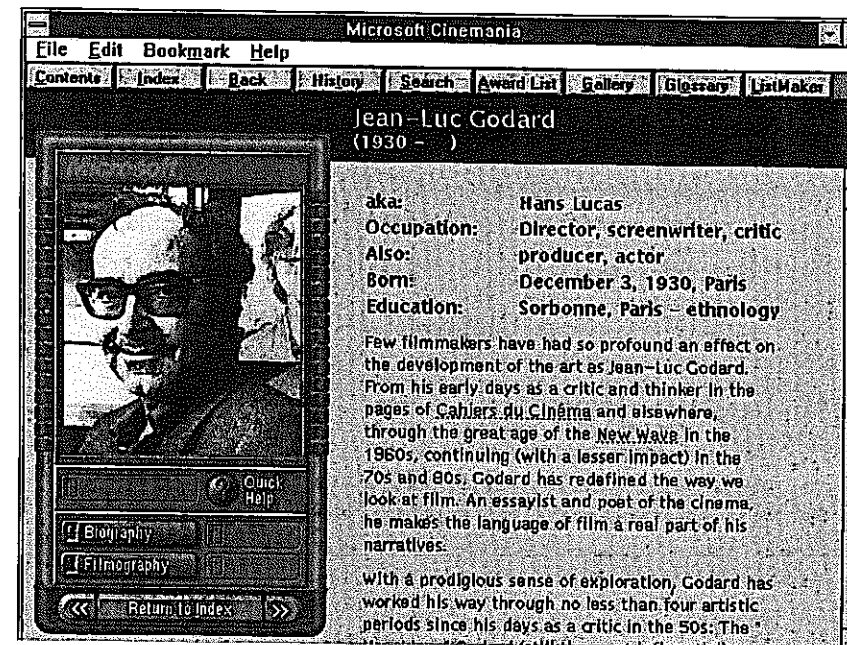 Microsoft Cinemania
File Edit Bookmark Help
Contents Index Back History Search Award List Gallery Glossary ListMaker
Jean-Luc Godard
(1930 - )
aka: Hans Lucas
Occupation: Director, screenwriter, critic
Also: producer, actor
Born: December 3, 1930, Paris
Education: Sorbonne, Paris - ethnology
Few filmmakers have had so profound an effect on
the development of the art as Jean-Luc Godard.
From his early days as a critic and thinker in the
pages of Cahiers du Cinéma and elsewhere,
through the great age of the New Wave in the
1960s, continuing (with a lesser impact) in the
70s and 80s, Godard has redefined the way we
look at film. An essayist and poet of the cinema,
he makes the language of film a real part of his
narratives.
With a prodigious sense of exploration, Godard has
worked his way through no less than four artistic
periods since his days as a critic in the 50s: The
Quick
Help
Biography
Filmography
<< Return to Index >>